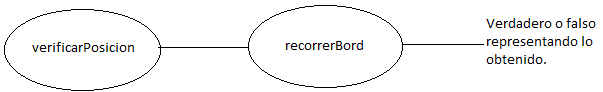 verificarPosicion
recorrerBord
Verdadero o falso
representando lo
obtenido.